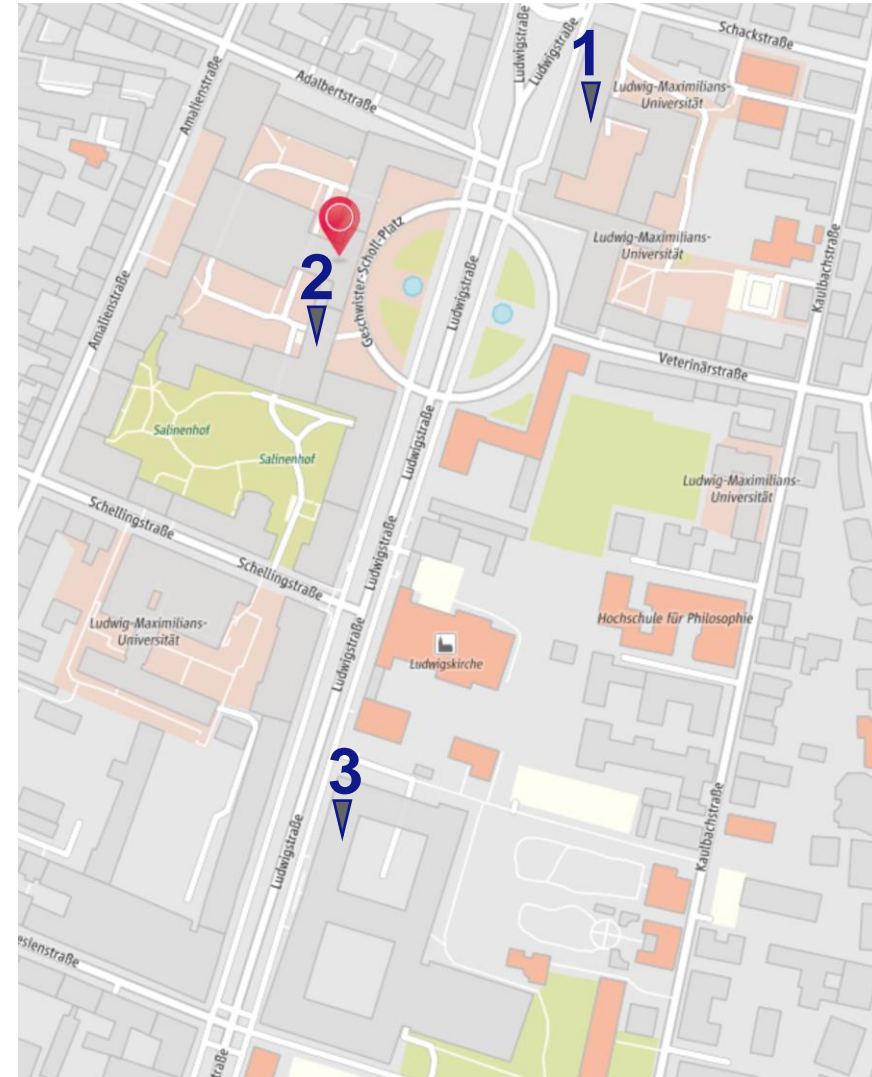 Schackstraße
Ludwigstraße
Ludwigstraße
1
Ludwig-Maximilians-
Universität
Amalienstraße
Adalbertstraße
Geschwister-Scholl-Platz
Ludwig-Maximilians-
Universität
Kaulbachstraße
2
Ludwigstraße
Amalienstraße
Veterinärstraße
Salinenhof
Salinenhof
Ludwigstraße
Ludwig-Maximilians-
Universität
Schellingstraße
Schellingstraße
Ludwigstraße
Ludwig-Maximilians-
Universität
Hochschule für Philosophie
Ludwigstraße
Ludwigkirche
3
Kaulbachstraße
Ludwigstraße
esienstraße
raße